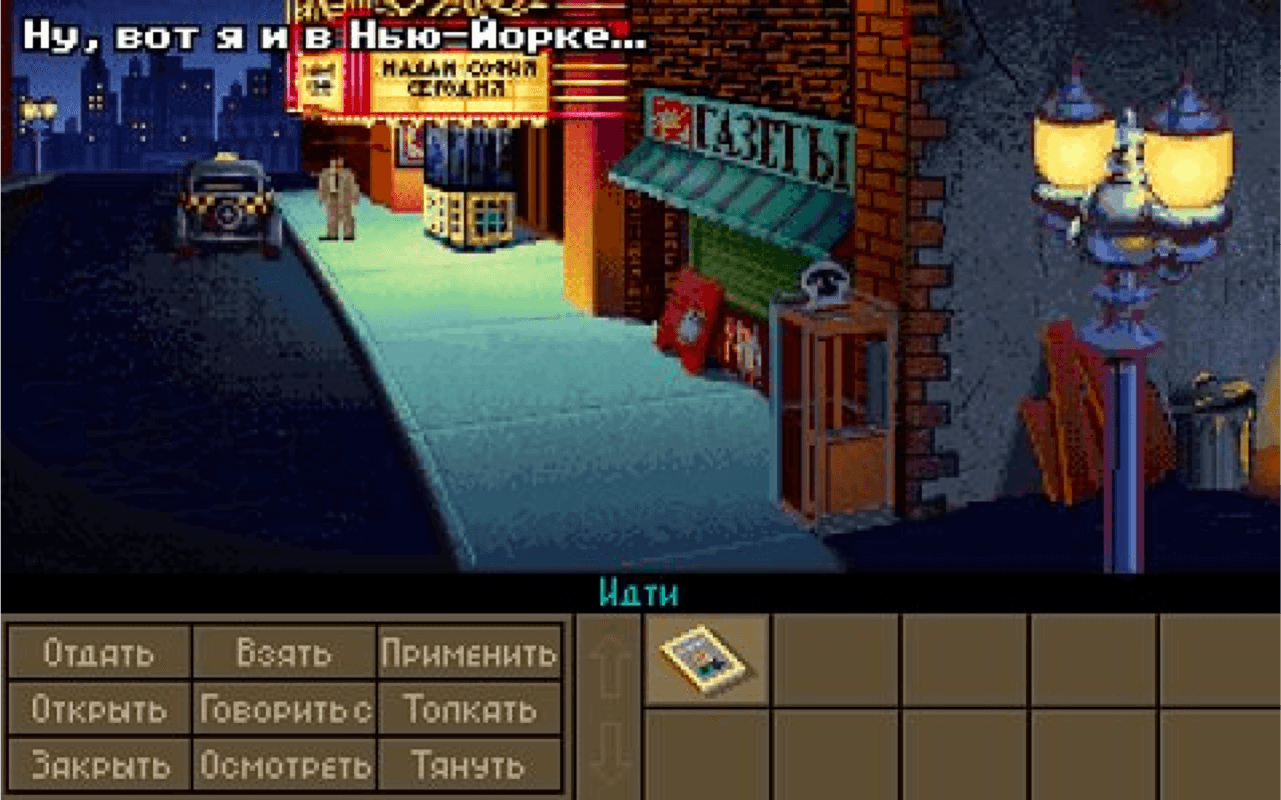 Ну, вот я и в Нью-Йорке...
МАДАМ СОФИЯ
СЕГОДНЯ
ГАЗЕТЫ
Идти
Отдать Взять Применить
Открыть Говорить с Толкать
Закрыть Осмотреть Тянуть